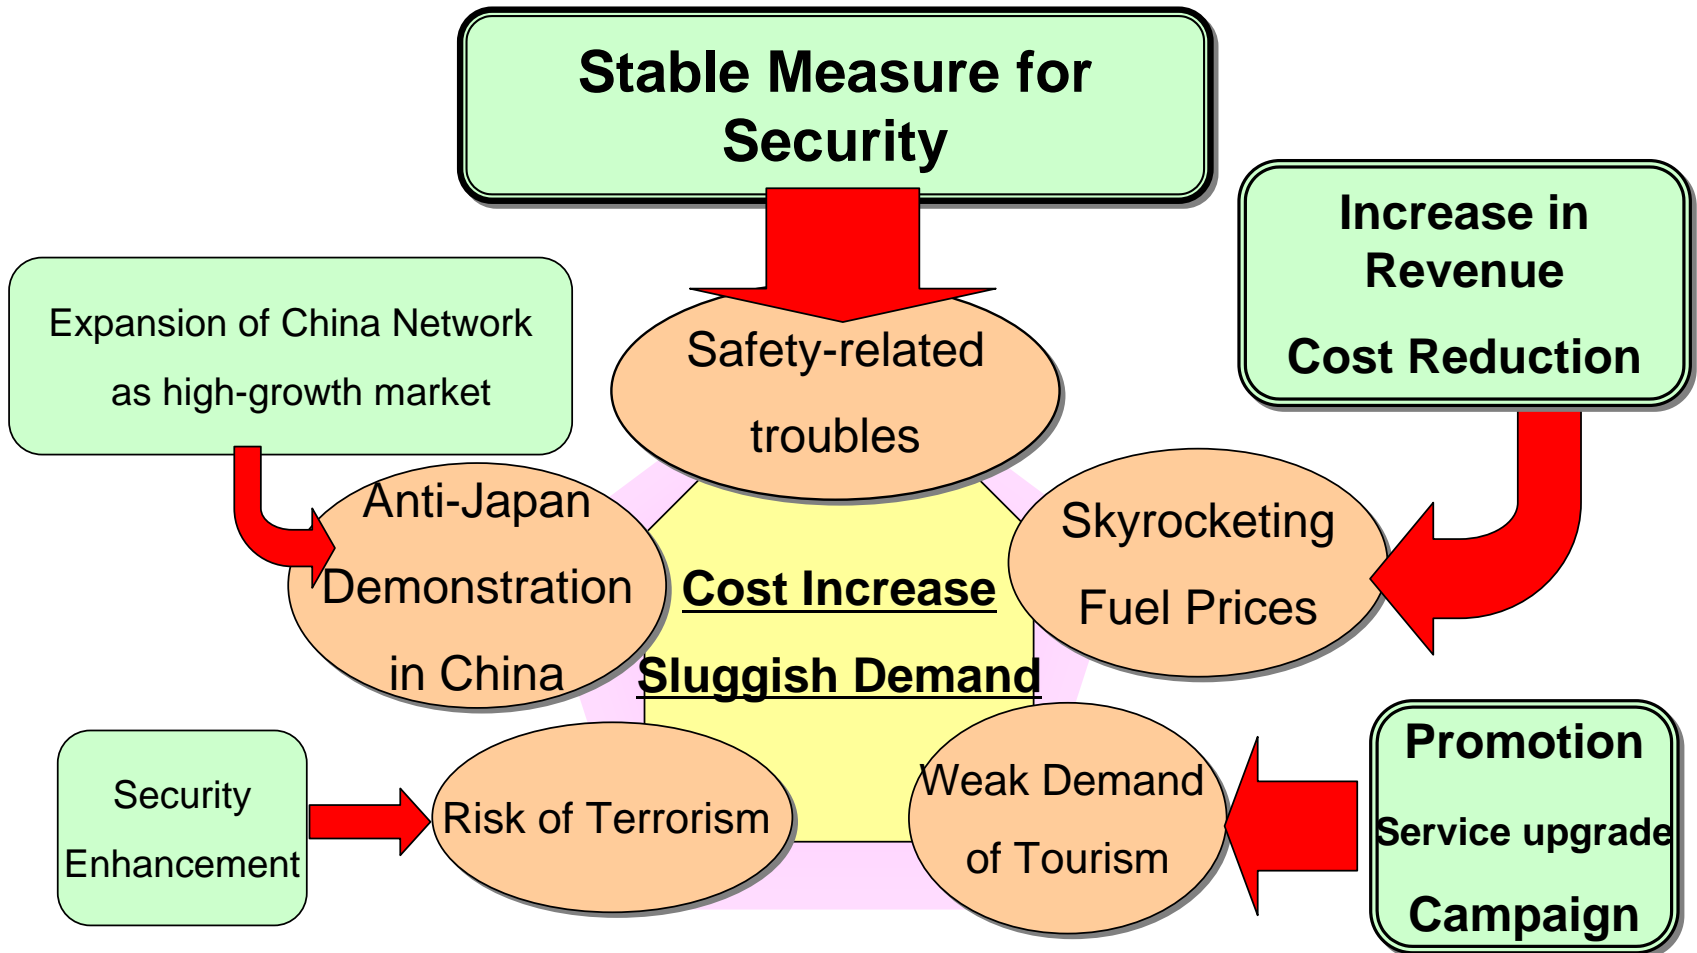 Stable Measure for
Security
Increase in
Revenue
Cost Reduction
Expansion of China Network
as high-growth market
Safety-related
troubles
Anti-Japan
Demonstration
in China
Skyrocketing
Fuel Prices
Cost Increase
Sluggish Demand
Security
Enhancement
Risk of Terrorism
Weak Demand
of Tourism
Promotion
Service upgrade
Campaign